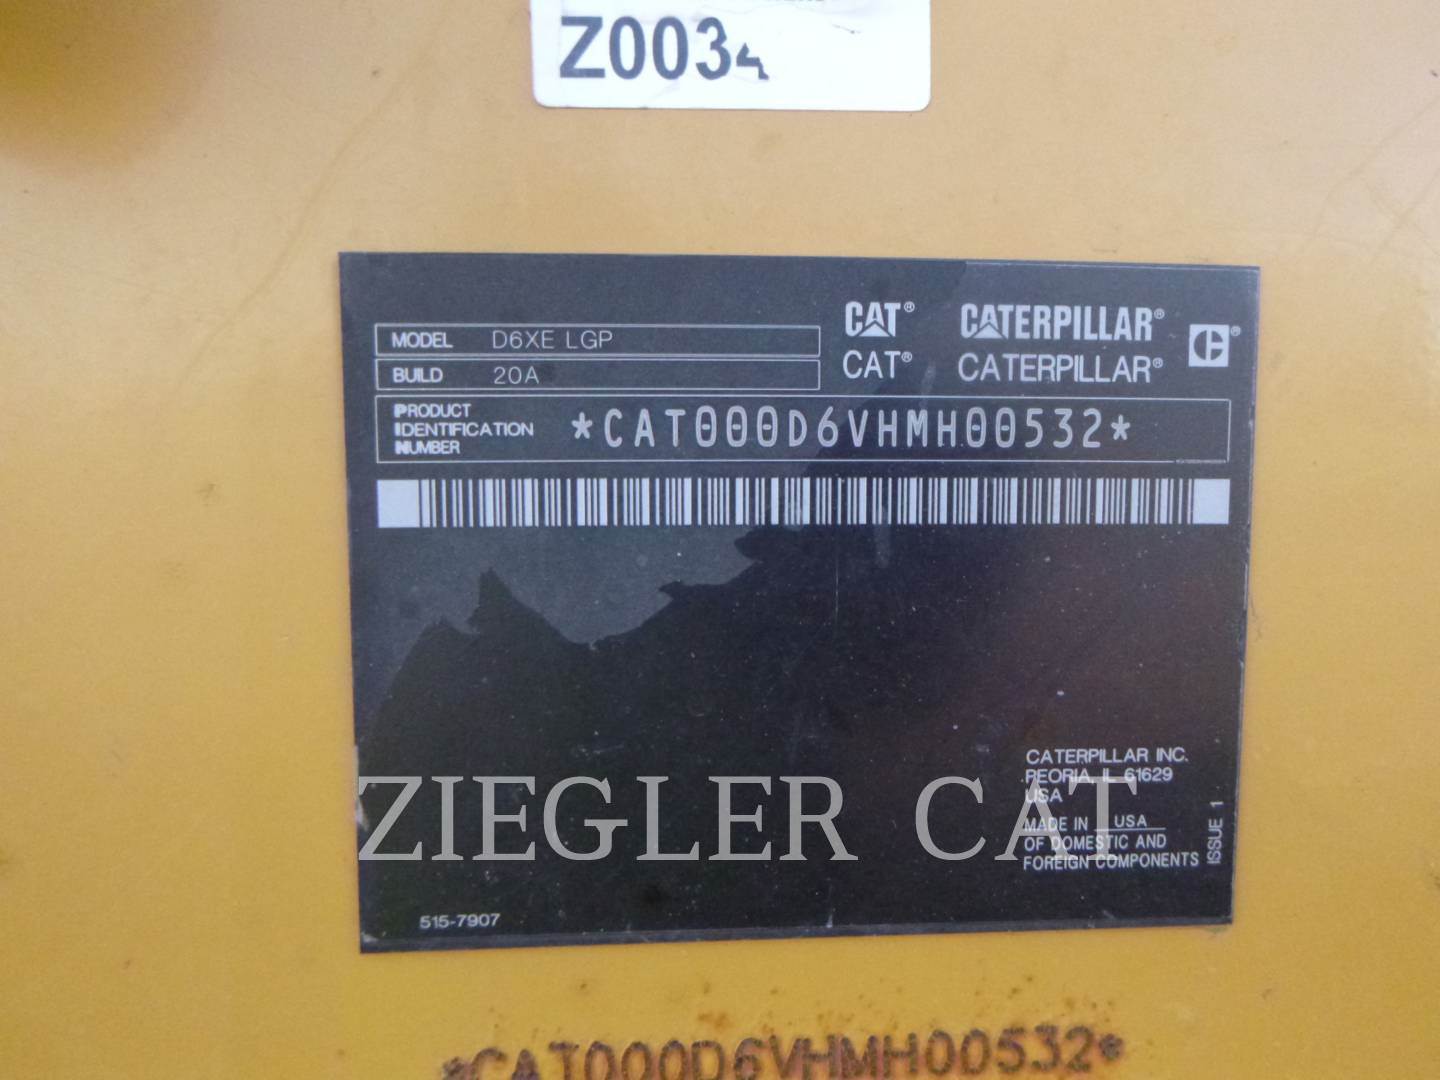 Z0034
MODEL D6XE LGP
BUILD 20A
CAT® CATERPILLAR®
CAT® CATERPILLAR®
PRODUCT
IDENTIFICATION
NUMBER
*CAT000D6VHMH00532*
CATERPILLAR INC.
PEORIA, IL 61629
USA
MADE IN USA
OF DOMESTIC AND
FOREIGN COMPONENTS
ISSUE 1
ZIEGLER CAT
515-7907
*CAT000D6VHMH00532*